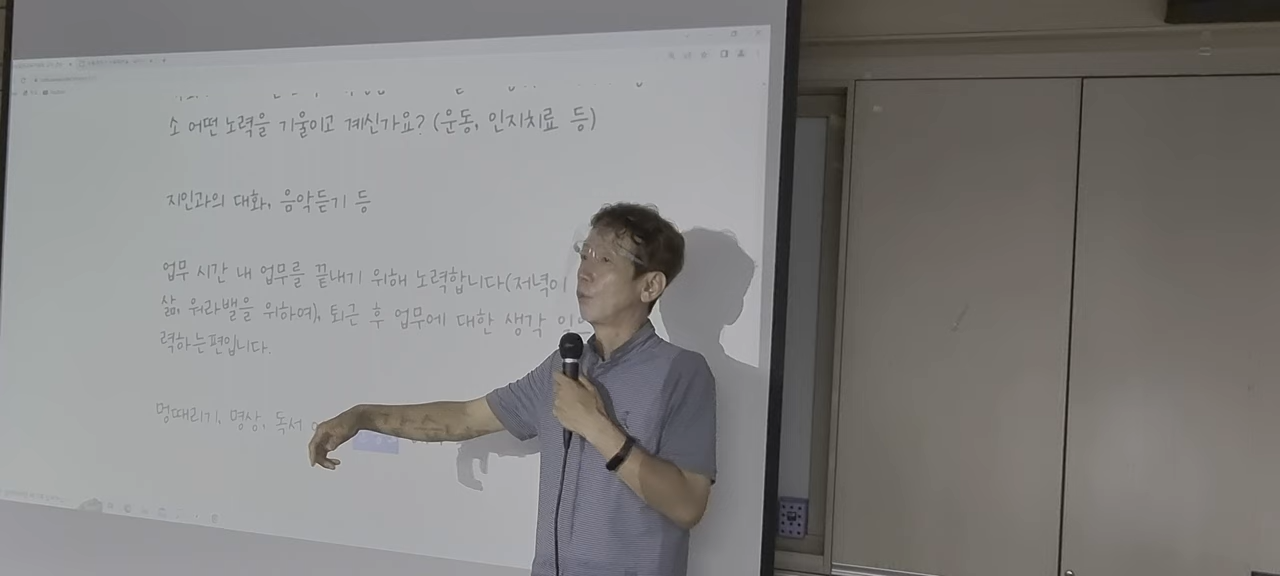 소 어떤 노력을 기울이고 계신가요? (운동, 인지치료 등)
지인과의 대화, 음악듣기 등
업무 시간 내 업무를 끝내기 위해 노력합니다(저녁이
삶, 워라밸을 위하여), 퇴근 후 업무에 대한 생각
력하는편입니다.
멍때리기, 명상, 독서